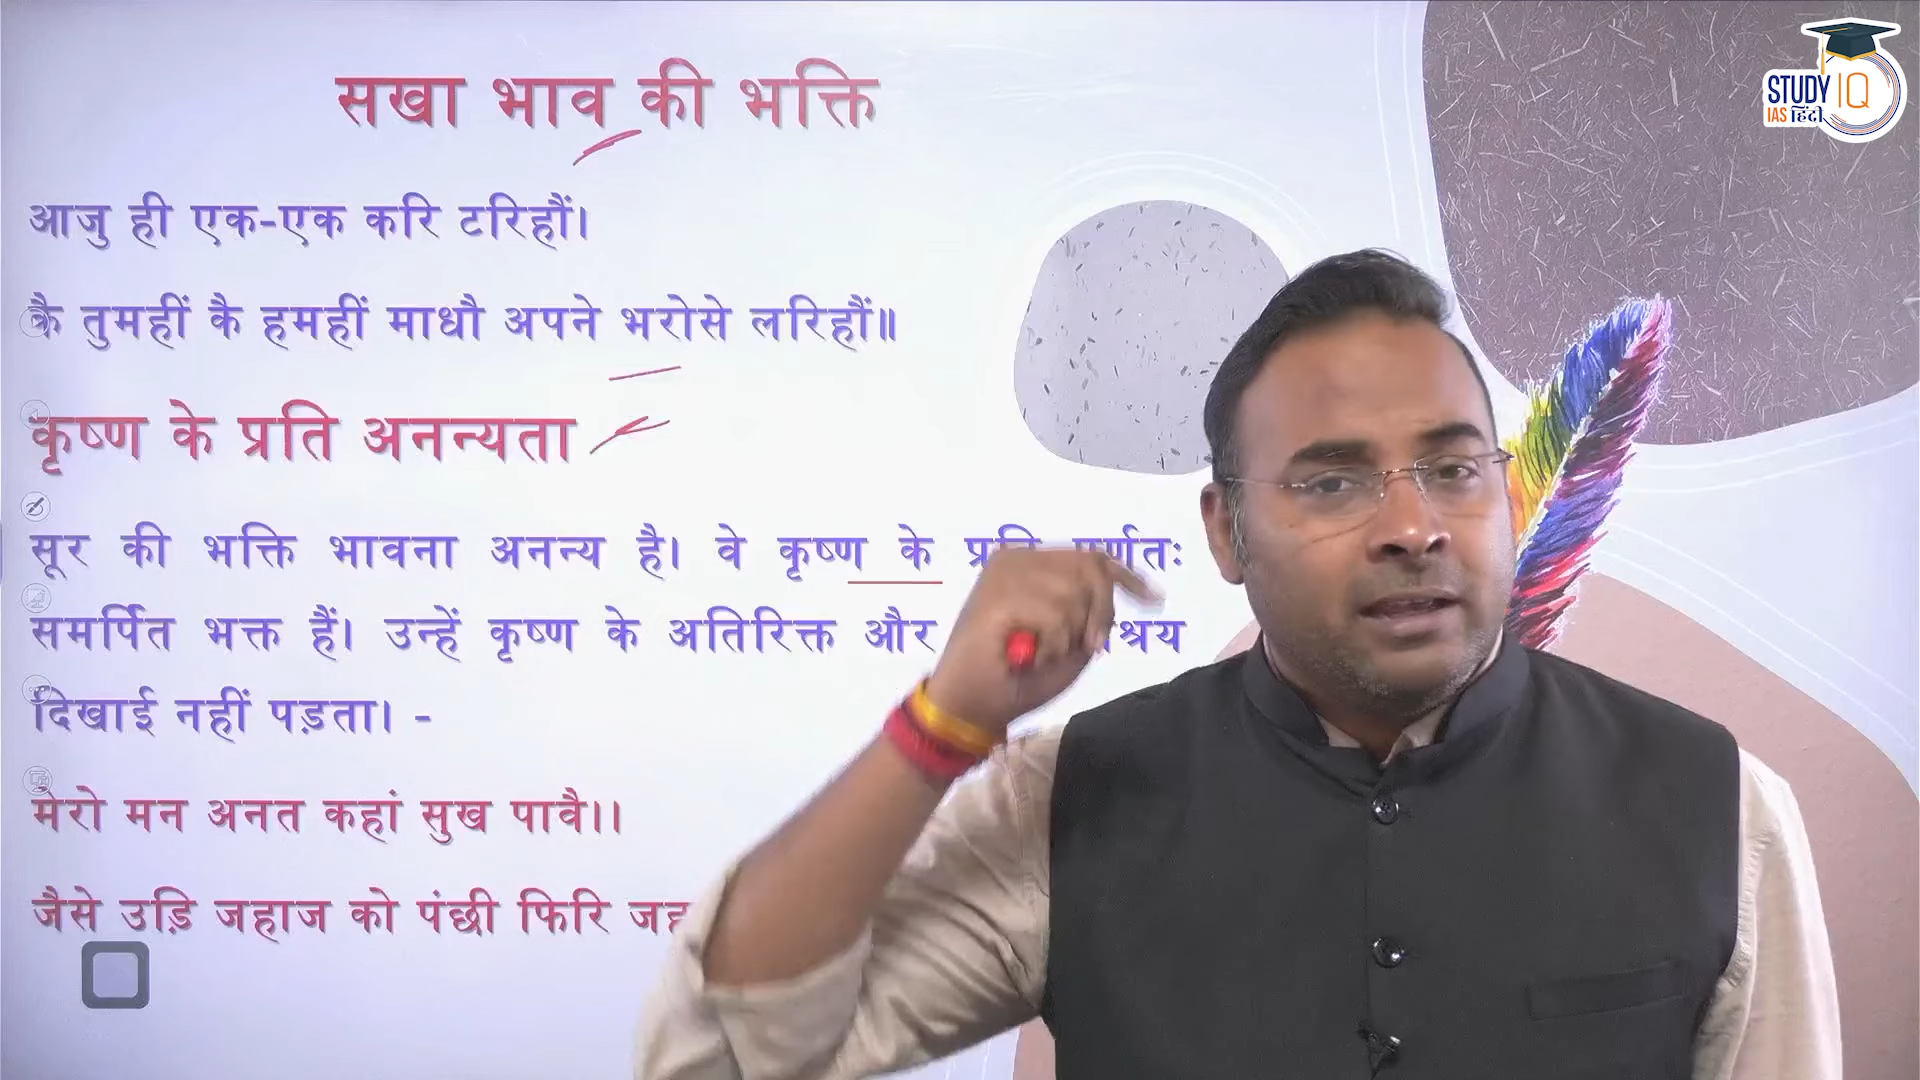 सखा भाव की भक्ति
STUDY IQ
IAS हिंदी
आजु ही एक-एक करि टरिहौं।
कै तुमहीं कै हमहीं माधौ अपने भरोसे लरिहौं॥
कृष्ण के प्रति अनन्यता
सूर की भक्ति भावना अनन्य है। वे कृष्ण के
समर्पित भक्त हैं। उन्हें कृष्ण के अतिरिक्त और
दिखाई नहीं पड़ता। -
मेरो मन अनत कहां सुख पावै।।
जैसे उड़ि जहाज को पंछी फिरि